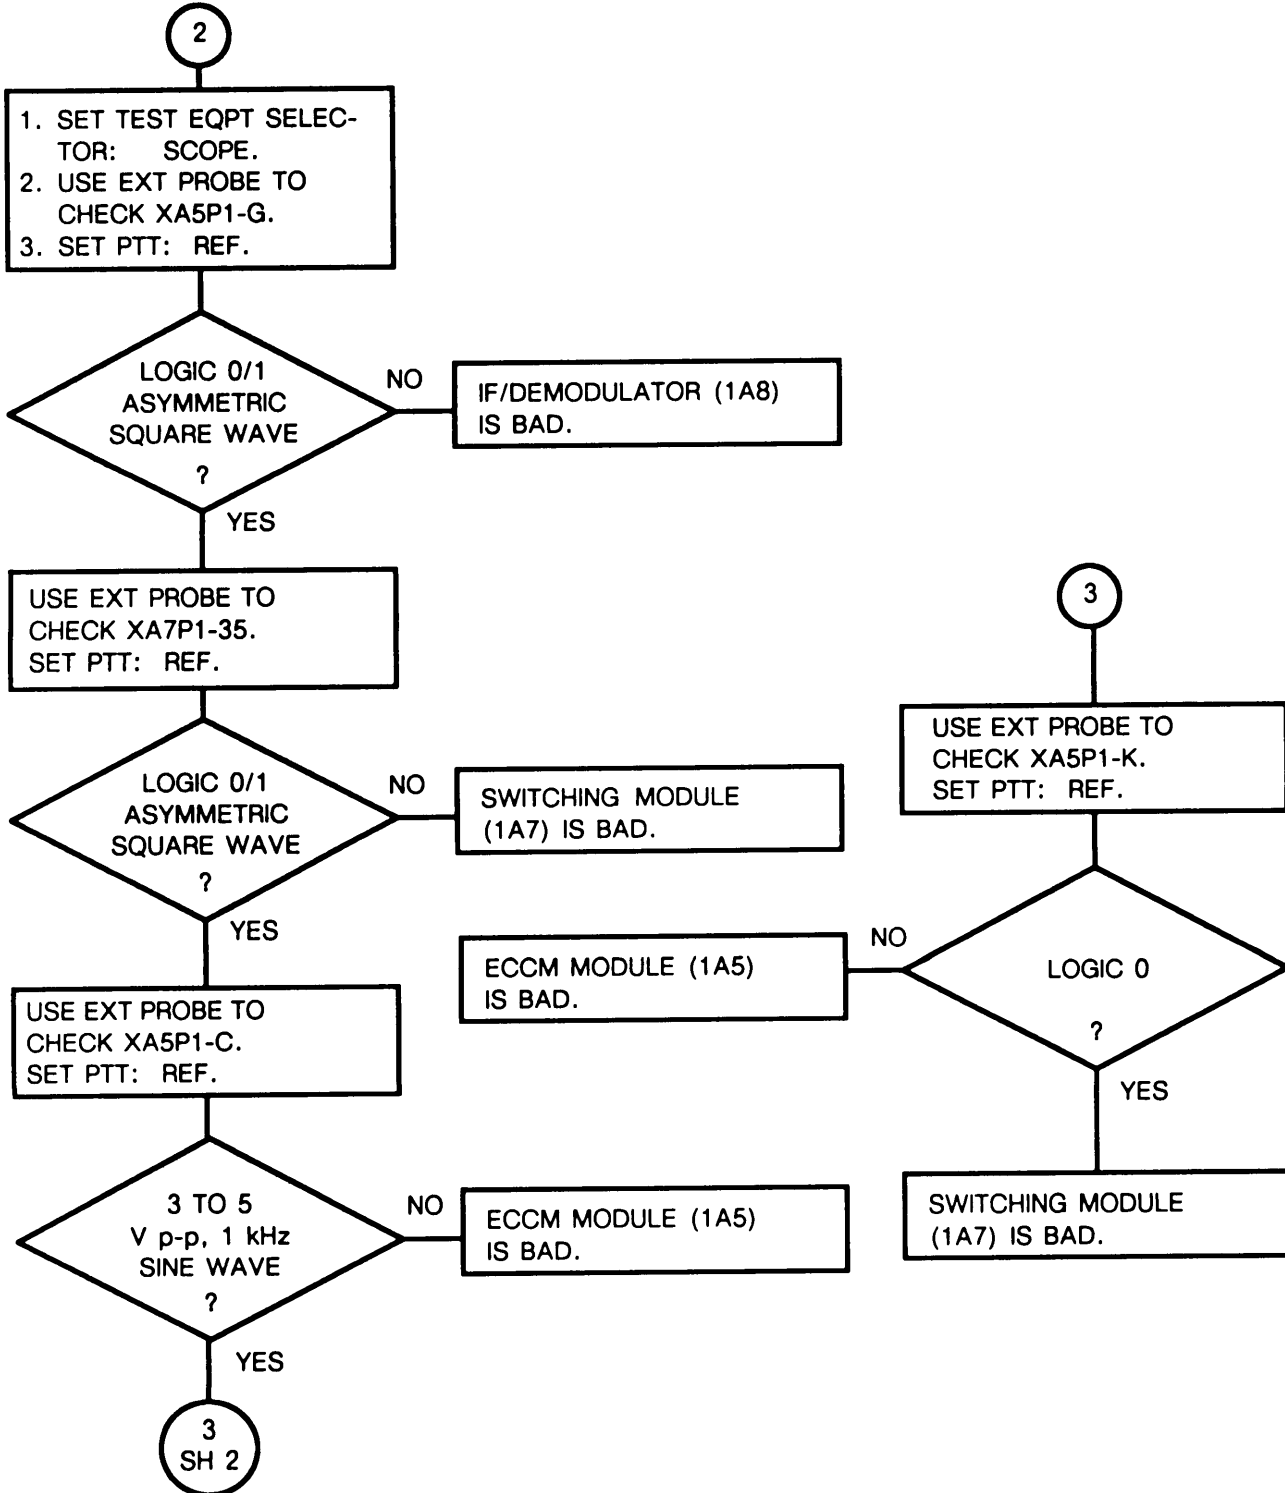 2
1. SET TEST EQPT SELEC-
TOR: SCOPE.
2. USE EXT PROBE TO
CHECK XA5P1-G.
3. SET PTT: REF.
LOGIC 0/1
ASYMMETRIC
SQUARE WAVE
?
NO
IF/DEMODULATOR (1A8)
IS BAD.
YES
USE EXT PROBE TO
CHECK XA7P1-35.
SET PTT: REF.
LOGIC 0/1
ASYMMETRIC
SQUARE WAVE
?
NO
SWITCHING MODULE
(1A7) IS BAD.
YES
USE EXT PROBE TO
CHECK XA5P1-C.
SET PTT: REF.
3 TO 5
V p-p, 1 kHz
SINE WAVE
?
NO
ECCM MODULE (1A5)
IS BAD.
YES
3
SH 2
3
USE EXT PROBE TO
CHECK XA5P1-K.
SET PTT: REF.
LOGIC 0
?
NO
ECCM MODULE (1A5)
IS BAD.
YES
SWITCHING MODULE
(1A7) IS BAD.